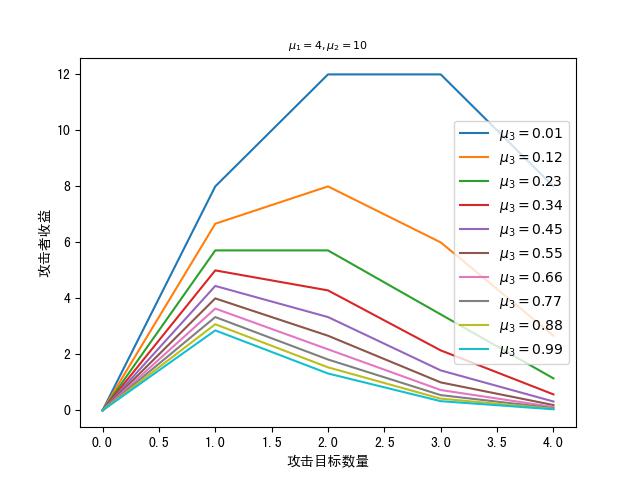 μ₁ = 4, μ₂ = 10
攻击者收益
12
10
8
6
4
2
0
μ₃ = 0.01
μ₃ = 0.12
μ₃ = 0.23
μ₃ = 0.34
μ₃ = 0.45
μ₃ = 0.55
μ₃ = 0.66
μ₃ = 0.77
μ₃ = 0.88
μ₃ = 0.99
0.0 0.5 1.0 1.5 2.0 2.5 3.0 3.5 4.0
攻击目标数量